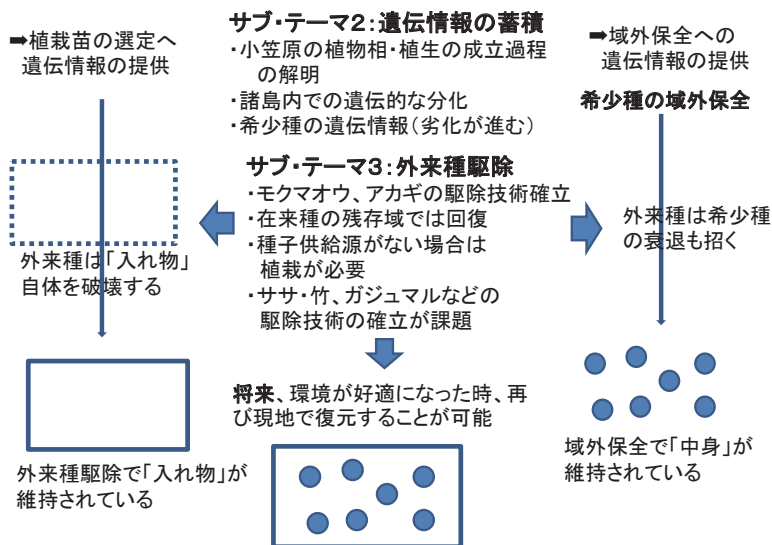 サブ・テーマ2:遺伝情報の蓄積
・小笠原の植物相・植生の成立過程
の解明
・諸島内での遺伝的な分化
・希少種の遺伝情報(劣化が進む)
➡植栽苗の選定へ
遺伝情報の提供
➡域外保全への
遺伝情報の提供
希少種の域外保全
サブ・テーマ3:外来種駆除
・モクマオウ、アカギの駆除技術確立
・在来種の残存域では回復
・種子供給源がない場合は
植栽が必要
・ササ・竹、ガジュマルなどの
駆除技術の確立が課題
外来種は「入れ物」
自体を破壊する
外来種は希少種
の衰退も招く
将来、環境が好適になった時、再
び現地で復元することが可能
外来種駆除で「入れ物」が
維持されている
域外保全で「中身」が
維持されている